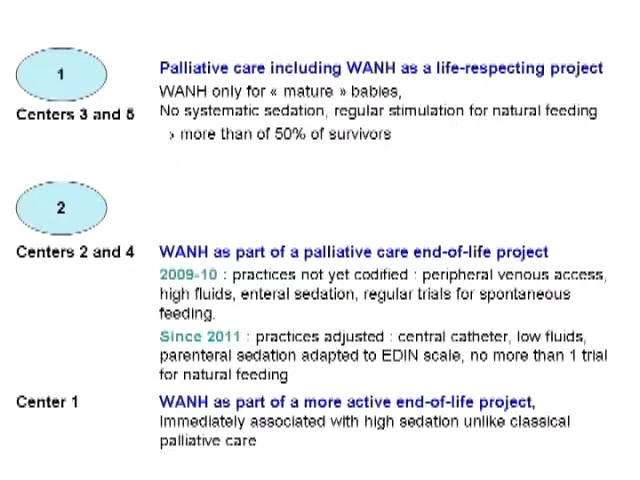 1
Palliative care including WANH as a life-respecting project
WANH only for « mature » babies,
Centers 3 and 5
No systematic sedation, regular stimulation for natural feeding
> more than of 50% of survivors
2
Centers 2 and 4
WANH as part of a palliative care end-of-life project
2009-10 : practices not yet codified : peripheral venous access,
high fluids, enteral sedation, regular trials for spontaneous
feeding.
Since 2011 : practices adjusted : central catheter, low fluids,
parenteral sedation adapted to EDIN scale, no more than 1 trial
for natural feeding
Center 1
WANH as part of a more active end-of-life project,
Immediately associated with high sedation unlike classical
palliative care